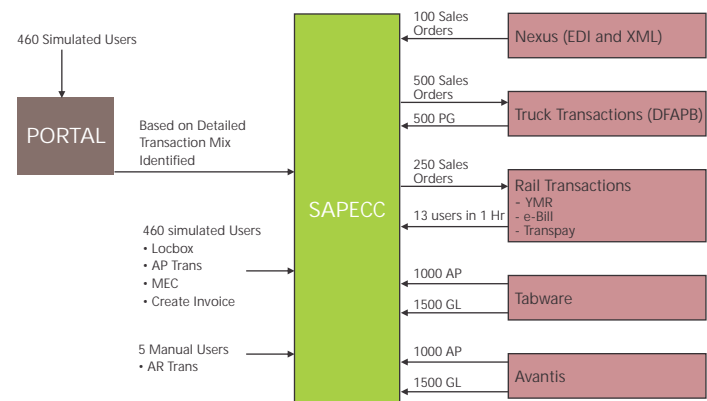 460 Simulated Users
PORTAL
Based on Detailed
Transaction Mix
Identified
460 simulated Users
• Locbox
• AP Trans
• MEC
• Create Invoice
5 Manual Users
• AR Trans
SAPECC
100 Sales
Orders
Nexus (EDI and XML)
500 Sales
Orders
500 PG
Truck Transactions (DFAPB)
250 Sales
Orders
13 users in 1 Hr
Rail Transactions
- YMR
- e-Bill
- Transpay
1000 AP
1500 GL
Tabware
1000 AP
1500 GL
Avantis